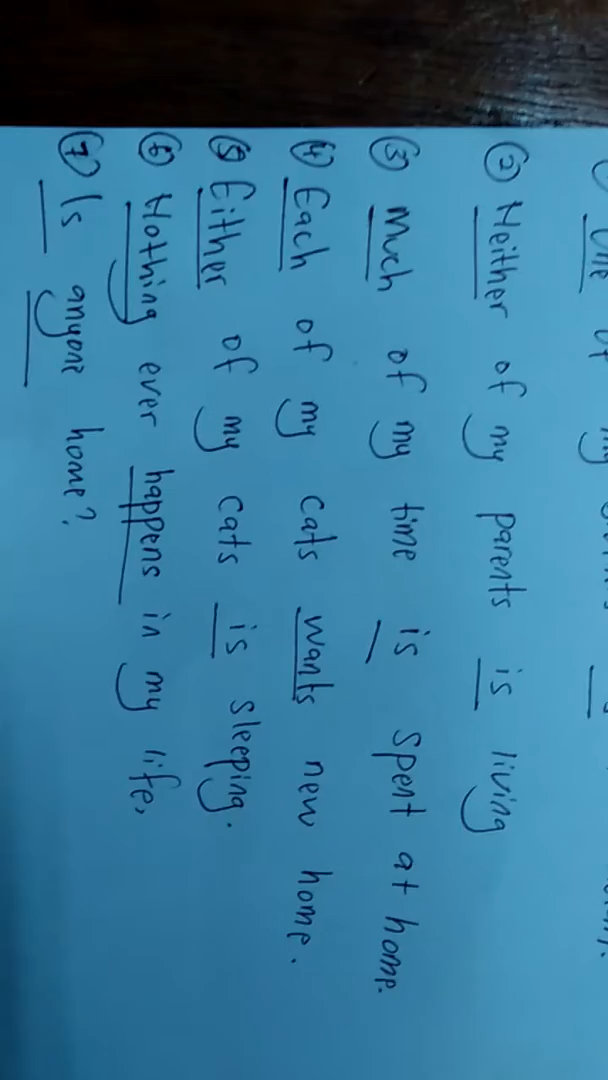 ② Neither of my parents is living
③ Much of my time is spent at home.
④ Each of my cats wants new home.
⑤ Either of my cats is sleeping.
⑥ Nothing ever happens in my life,
⑦ Is anyone home?